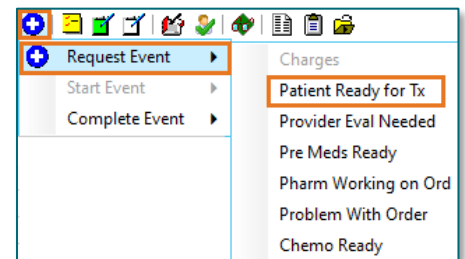 Request Event
Start Event
Complete Event
Charges
Patient Ready for Tx
Provider Eval Needed
Pre Meds Ready
Pharm Working on Ord
Problem With Order
Chemo Ready